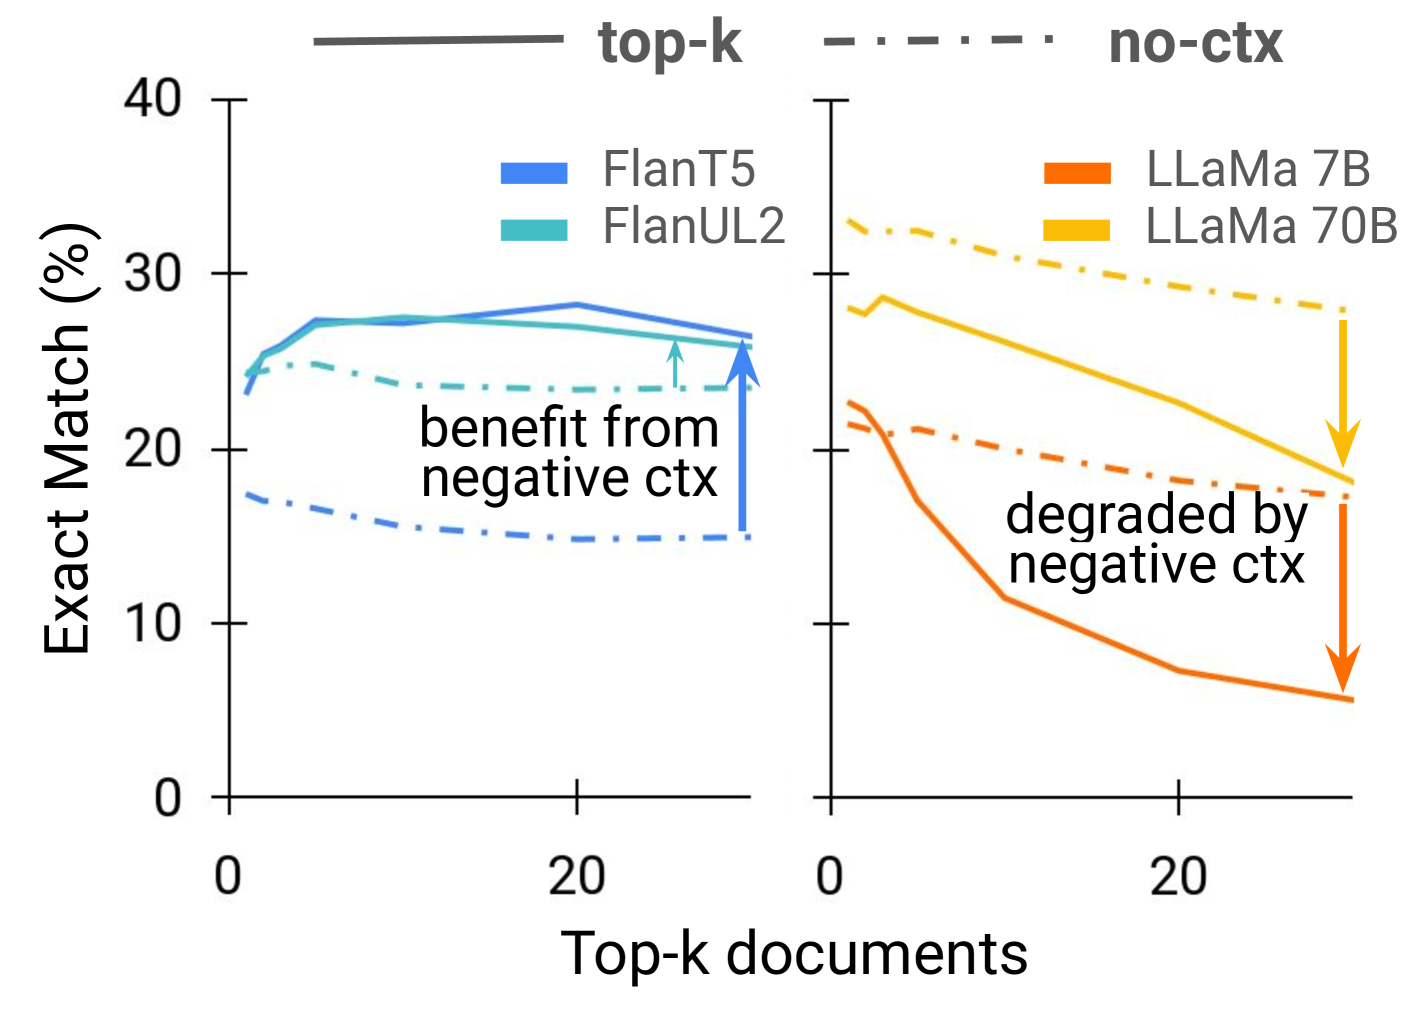 top-k no-ctx
40
30
20
10
0
Exact Match (%)
FlanT5
FlanUL2
benefit from
negative ctx
LLaMa 7B
LLaMa 70B
degraded by
negative ctx
0 20 0 20
Top-k documents